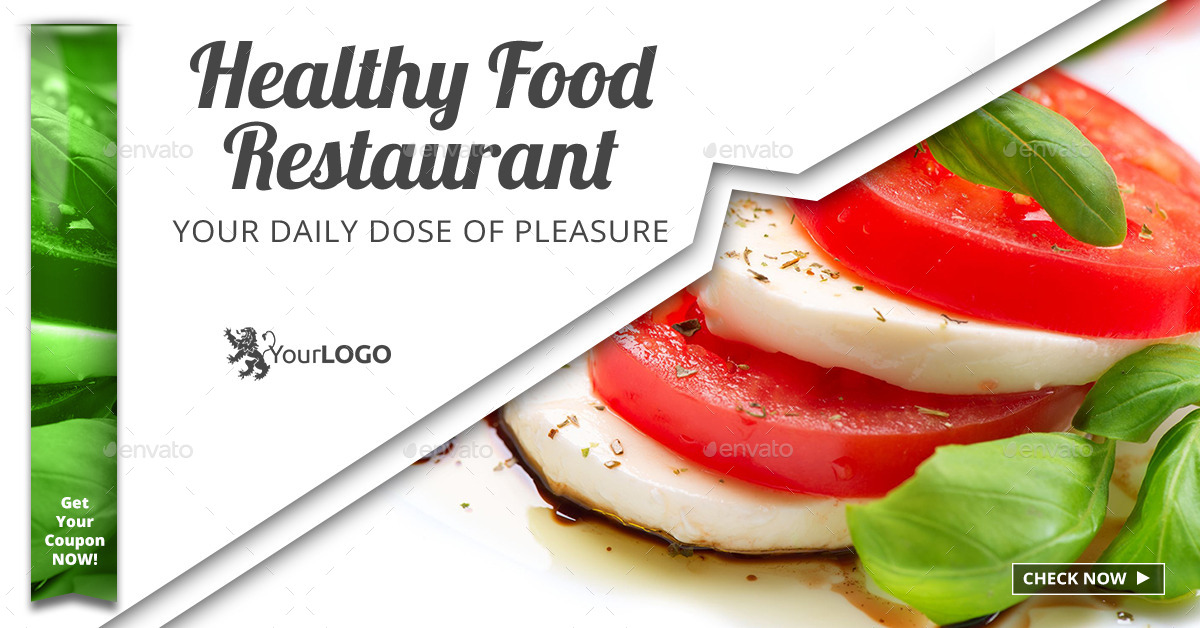 Healthy Food
Restaurant
YOUR DAILY DOSE OF PLEASURE
YourLOGO
Get
Your
Coupon
NOW!
CHECK NOW
envato
envato
envato
envato
envato
envato
envato
envato